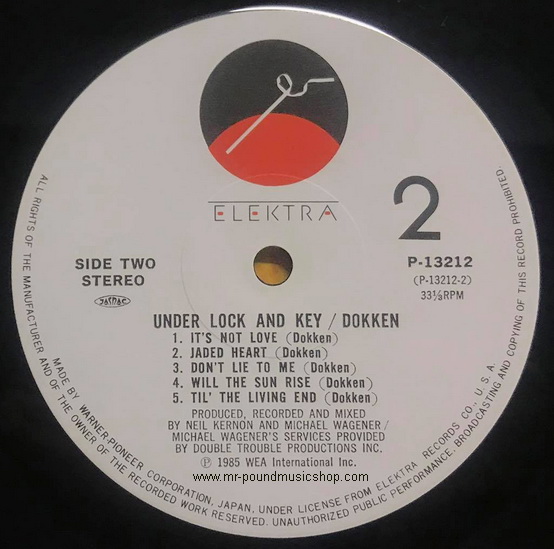 ELEKTRA
2
SIDE TWO
STEREO
P-13212
(P-13212-2)
33⅓RPM
UNDER LOCK AND KEY / DOKKEN
1. IT'S NOT LOVE (Dokken)
2. JADED HEART (Dokken)
3. DON'T LIE TO ME (Dokken)
4. WILL THE SUN RISE (Dokken)
5. TIL' THE LIVING END (Dokken)
PRODUCED, RECORDED AND MIXED
BY NEIL KERNON AND MICHAEL WAGENER/
MICHAEL WAGENER'S SERVICES PROVIDED
BY DOUBLE TROUBLE PRODUCTIONS INC.
Ⓟ 1985 WEA International Inc.
www.mr-poundmusicshop.com
ALL RIGHTS OF THE MANUFACTURER AND OF THE OWNER OF THE RECORDED WORK RESERVED. UNAUTHORIZED PUBLIC PERFORMANCE, BROADCASTING AND COPYING OF THIS RECORD PROHIBITED.
MADE BY WARNER-PIONEER CORPORATION, JAPAN, UNDER LICENSE FROM ELEKTRA RECORDS CO., U.S.A.